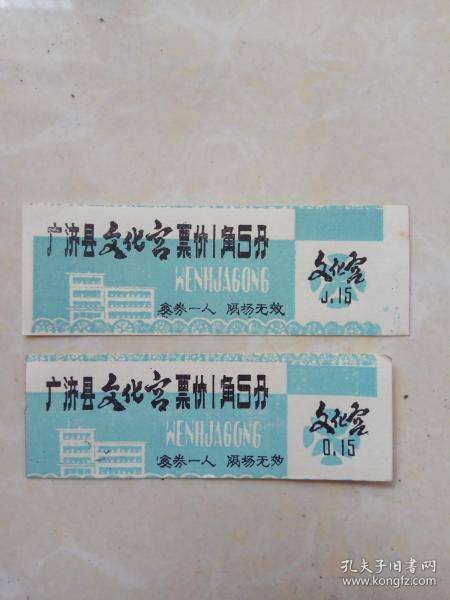 广济县文化宫票价1角5分
文化宫
WENHJAGONG
0.15
叁券一人 隔场无效
广济县文化宫票价1角5分
文化宫
WENHJAGONG
0.15
叁券一人 隔场无效
孔夫子旧书网
www.kongfz.com